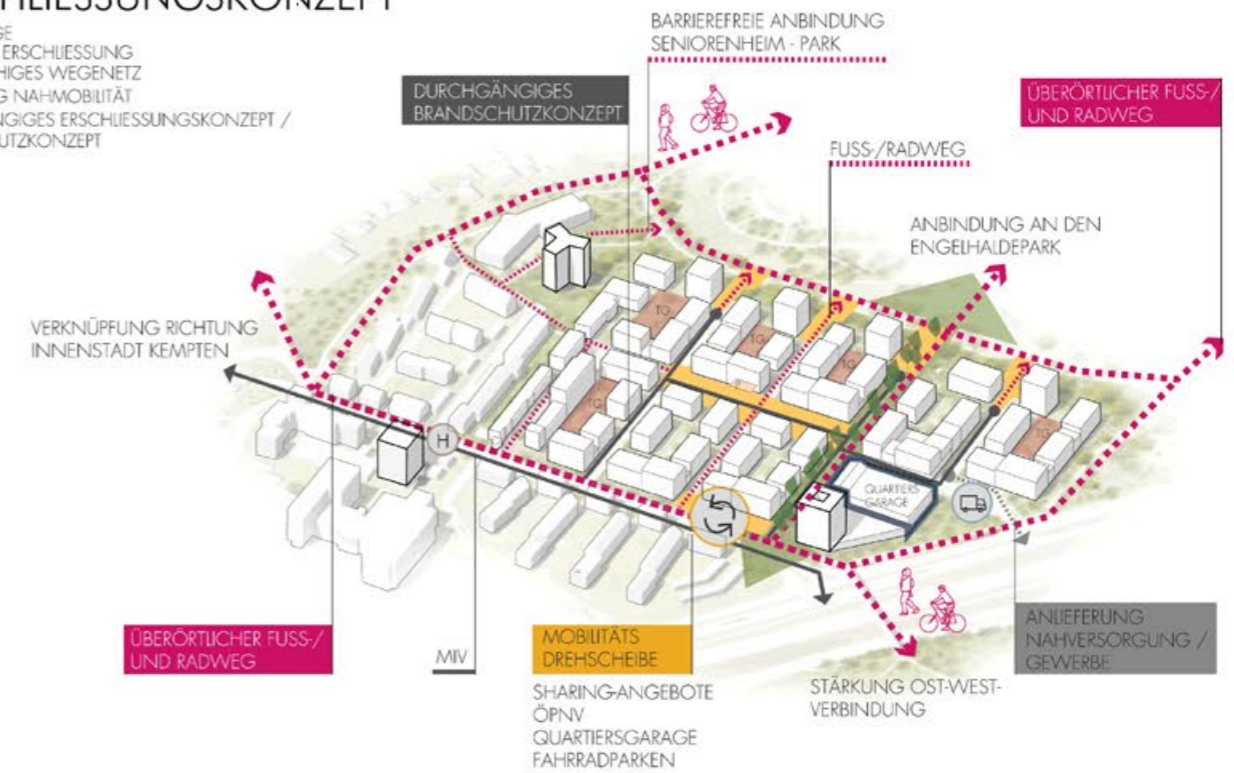 HLIESSUNGSKONZEPT
GE
ERSCHLIESSUNG
HIGES WEGENETZ
G NAHMOBILITÄT
NGIGES ERSCHLIESSUNGSKONZEPT /
UTZKONZEPT
BARRIEREFREIE ANBINDUNG
SENIORENHEIM - PARK
DURCHGÄNGIGES
BRANDSCHUTZKONZEPT
ÜBERÖRTLICHER FUSS-/
UND RADWEG
FUSS-/RADWEG
ANBINDUNG AN DEN
ENGELHALDEPARK
VERKNÜPFUNG RICHTUNG
INNENSTADT KEMPTEN
TG
TG
TG
TG
TG
H
QUARTIERS
GARAGE
ÜBERÖRTLICHER FUSS-/
UND RADWEG
MIV
MOBILITÄTS
DREHSCHEIBE
SHARING-ANGEBOTE
ÖPNV
QUARTIERSGARAGE
FAHRRADPARKEN
STÄRKUNG OST-WEST-
VERBINDUNG
ANLIEFERUNG
NAHVERSORGUNG /
GEWERBE